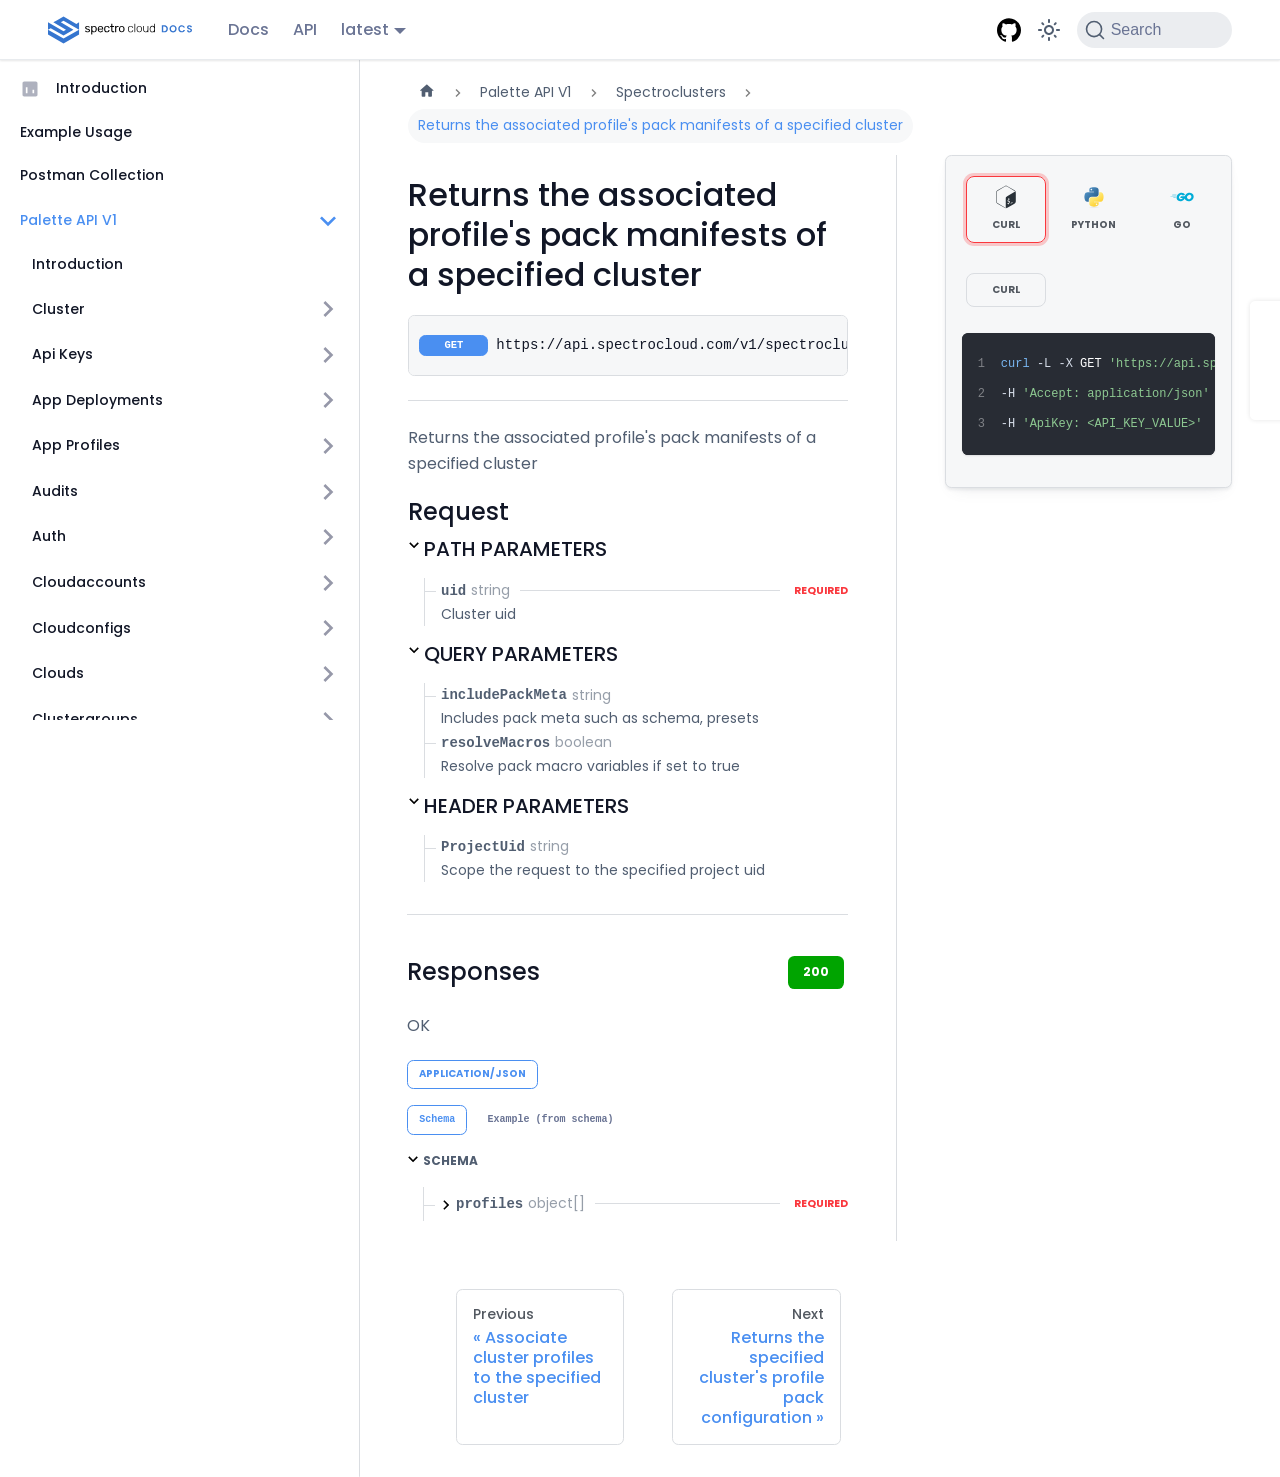 spectro cloud DOCS
Docs
API
latest
Search
Introduction
Example Usage
Postman Collection
Palette API V1
Introduction
Cluster
Api Keys
App Deployments
App Profiles
Audits
Auth
Cloudaccounts
Cloudconfigs
Clouds
Clustergroups
Palette API V1
Spectroclusters
Returns the associated profile's pack manifests of a specified cluster
Returns the associated
profile's pack manifests of
a specified cluster
GET https://api.spectrocloud.com/v1/spectroclu
Returns the associated profile's pack manifests of a
specified cluster
Request
PATH PARAMETERS
uid string REQUIRED
Cluster uid
QUERY PARAMETERS
includePackMeta string
Includes pack meta such as schema, presets
resolveMacros boolean
Resolve pack macro variables if set to true
HEADER PARAMETERS
ProjectUid string
Scope the request to the specified project uid
Responses
200
OK
APPLICATION/JSON
Schema
Example (from schema)
SCHEMA
profiles object[] REQUIRED
Previous
« Associate
cluster profiles
to the specified
cluster
Next
Returns the
specified
cluster's profile
pack
configuration »
CURL
PYTHON
GO
CURL
1 curl -L -X GET 'https://api.sp
2 -H 'Accept: application/json'
3 -H 'ApiKey: <API_KEY_VALUE>'